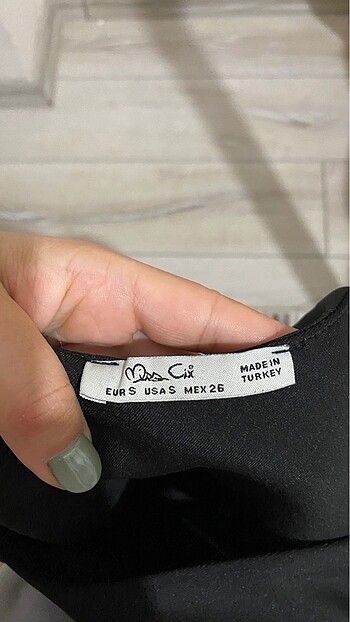 Miss Cix
MADE IN
TURKEY
EUR S USA S MEX 26